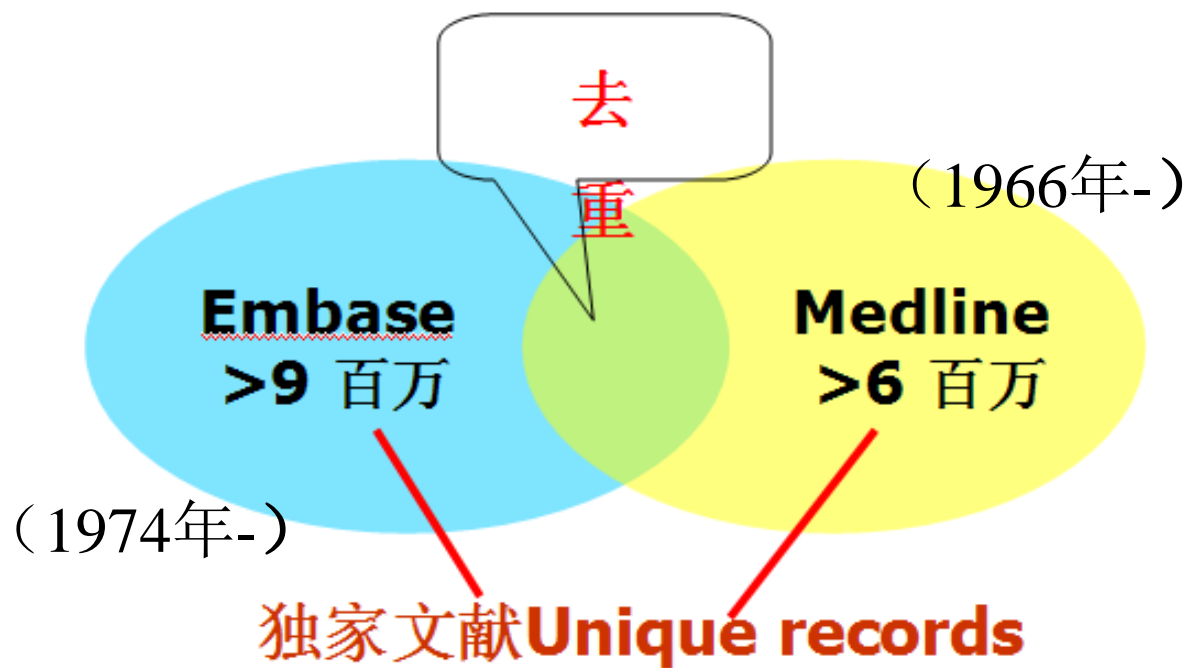 去
重
（1966年-）
Embase
>9 百万
Medline
>6 百万
（1974年-）
独家文献Unique records